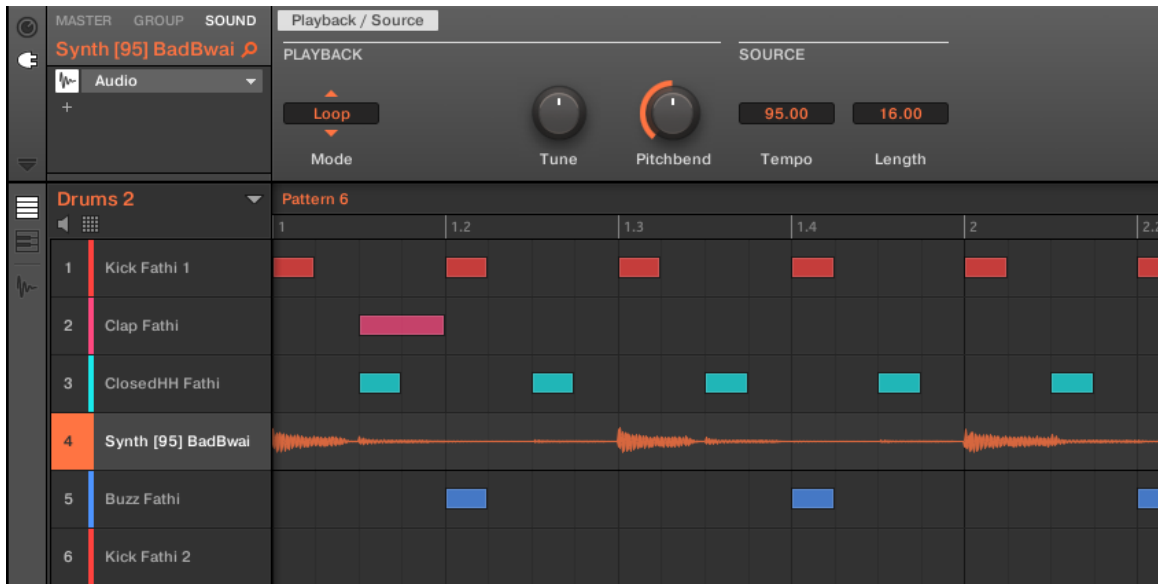 MASTER GROUP SOUND
Playback / Source
Synth [95] BadBwai
PLAYBACK
SOURCE
Audio
+
Loop
95.00
16.00
Mode
Tune
Pitchbend
Tempo
Length
Drums 2
Pattern 6
1 1.2 1.3 1.4 2
1 Kick Fathi 1
2 Clap Fathi
3 ClosedHH Fathi
4 Synth [95] BadBwai
5 Buzz Fathi
6 Kick Fathi 2